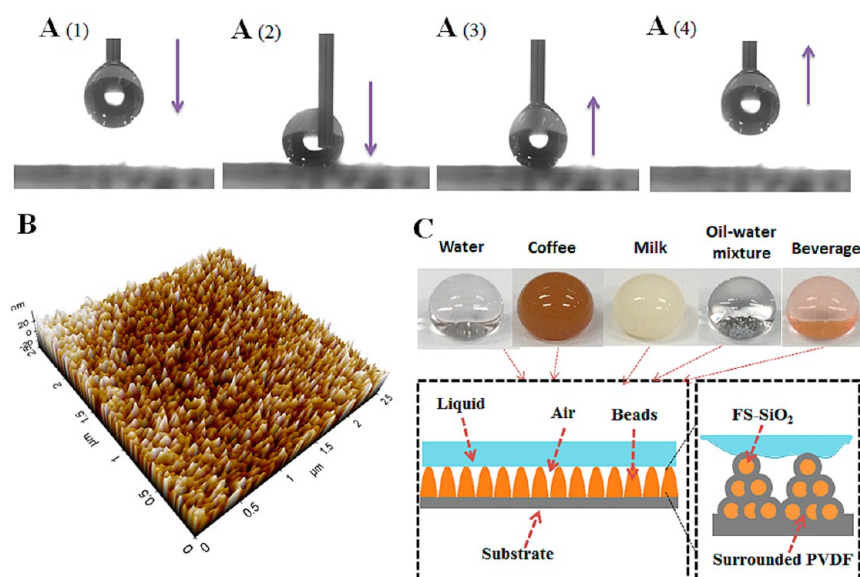 A (1)
A (2)
A (3)
A (4)
B
nm
20
0
2.5
2
1.5
µm
1
0.5
0
0
0.5
1
µm
1.5
2
2.5
C
Water
Coffee
Milk
Oil-water
mixture
Beverage
Liquid
Air
Beads
Substrate
FS-SiO₂
Surrounded PVDF